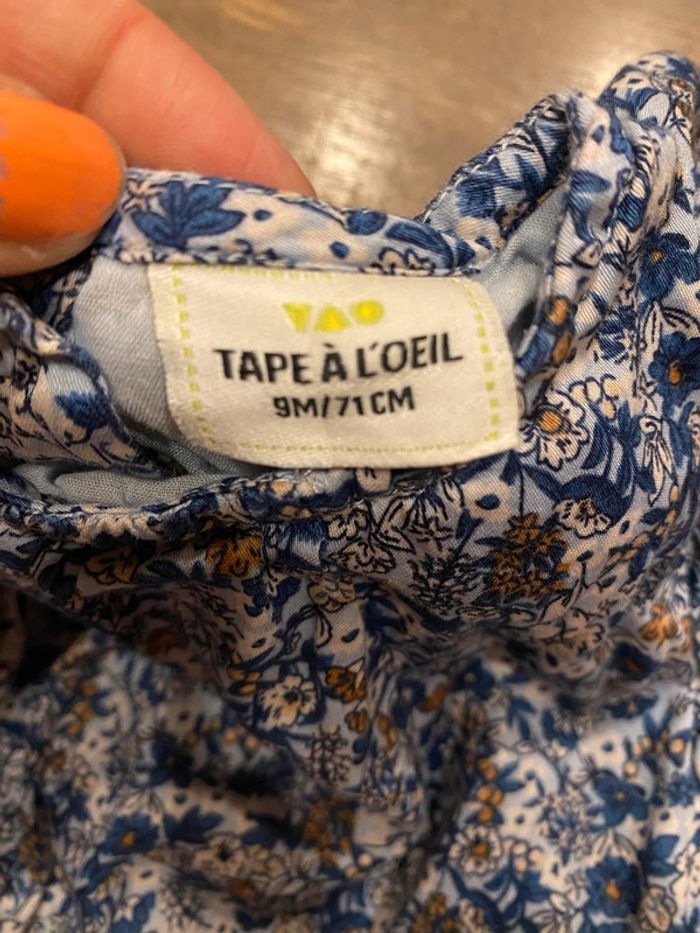 TAO
TAPE À L'OEIL
9M/71CM